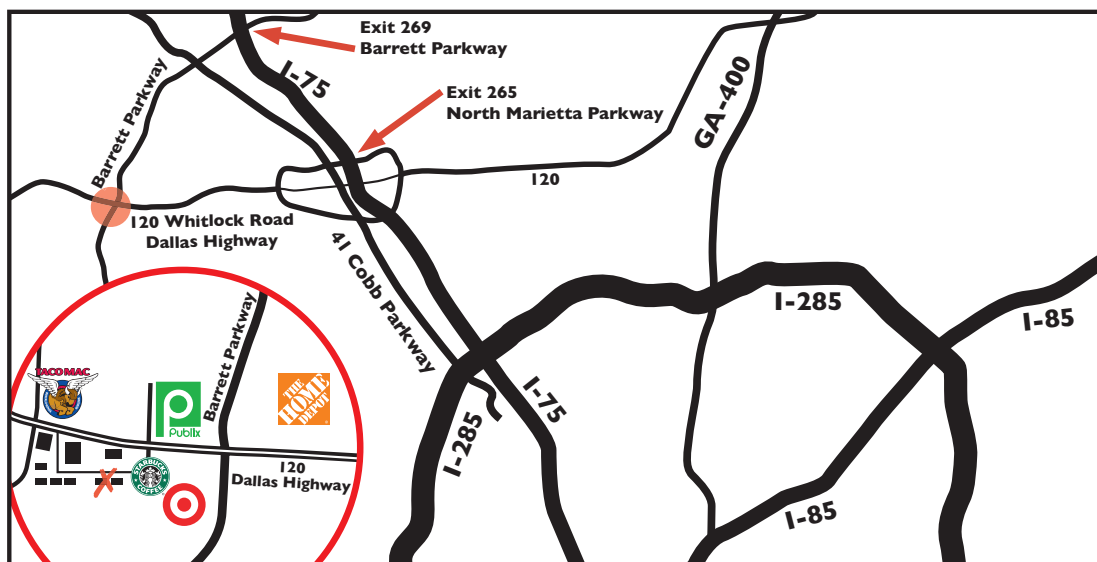 Exit 269
Barrett Parkway
I-75
Exit 265
North Marietta Parkway
Barrett Parkway
GA-400
120
120 Whitlock Road
Dallas Highway
41 Cobb Parkway
I-285
I-85
I-75
I-285
I-85
Barrett Parkway
TACO MAC
Publix
THE
HOME
DEPOT
120
Dallas Highway
STARBUCKS
COFFEE